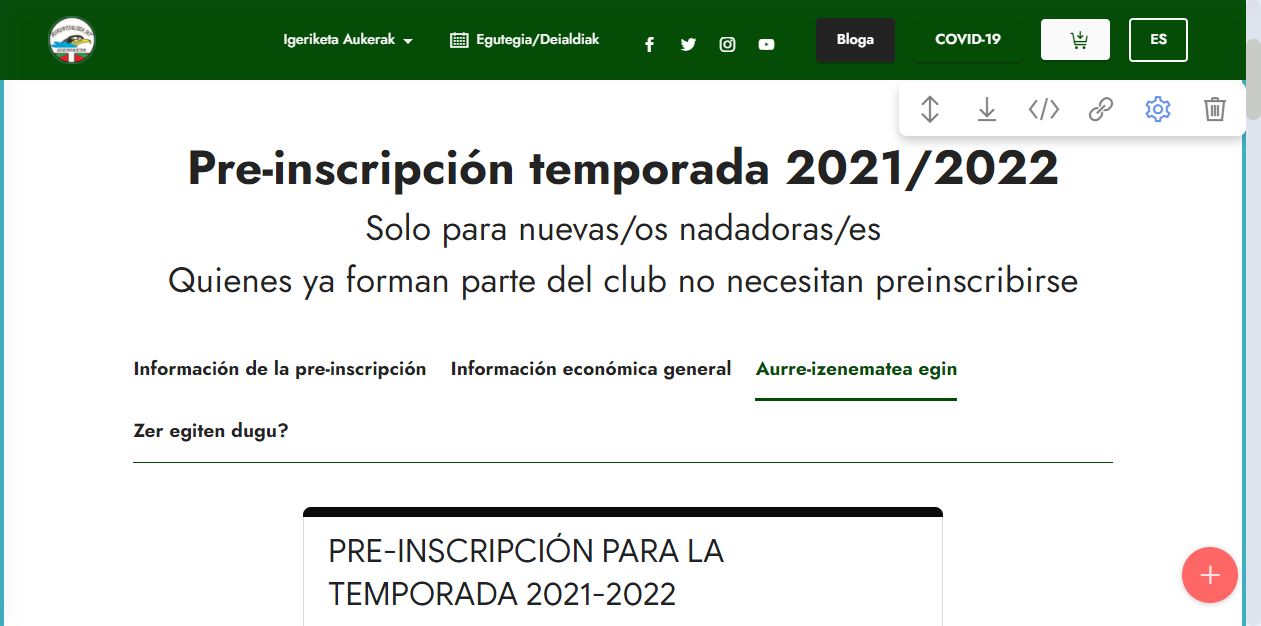 Igeriketa Aukerak
Egutegia/Deialdiak
Bloga
COVID-19
ES
Pre-inscripción temporada 2021/2022
Solo para nuevas/os nadadoras/es
Quienes ya forman parte del club no necesitan preinscribirse
Información de la pre-inscripción
Información económica general
Aurre-izenematea egin
Zer egiten dugu?
PRE-INSCRIPCIÓN PARA LA
TEMPORADA 2021-2022